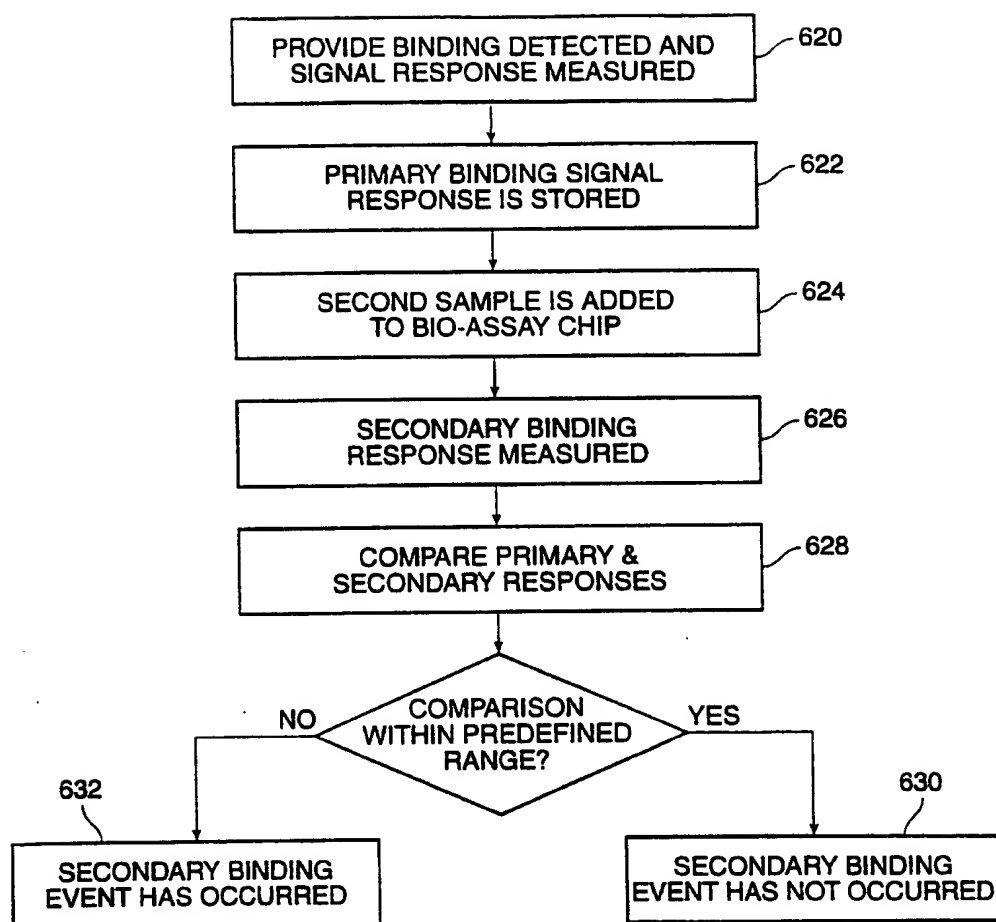 PROVIDE BINDING DETECTED AND
SIGNAL RESPONSE MEASURED
620
PRIMARY BINDING SIGNAL
RESPONSE IS STORED
622
SECOND SAMPLE IS ADDED
TO BIO-ASSAY CHIP
624
SECONDARY BINDING
RESPONSE MEASURED
626
COMPARE PRIMARY &
SECONDARY RESPONSES
628
COMPARISON
WITHIN PREDEFINED
RANGE?
NO
YES
632
SECONDARY BINDING
EVENT HAS OCCURRED
630
SECONDARY BINDING
EVENT HAS NOT OCCURRED